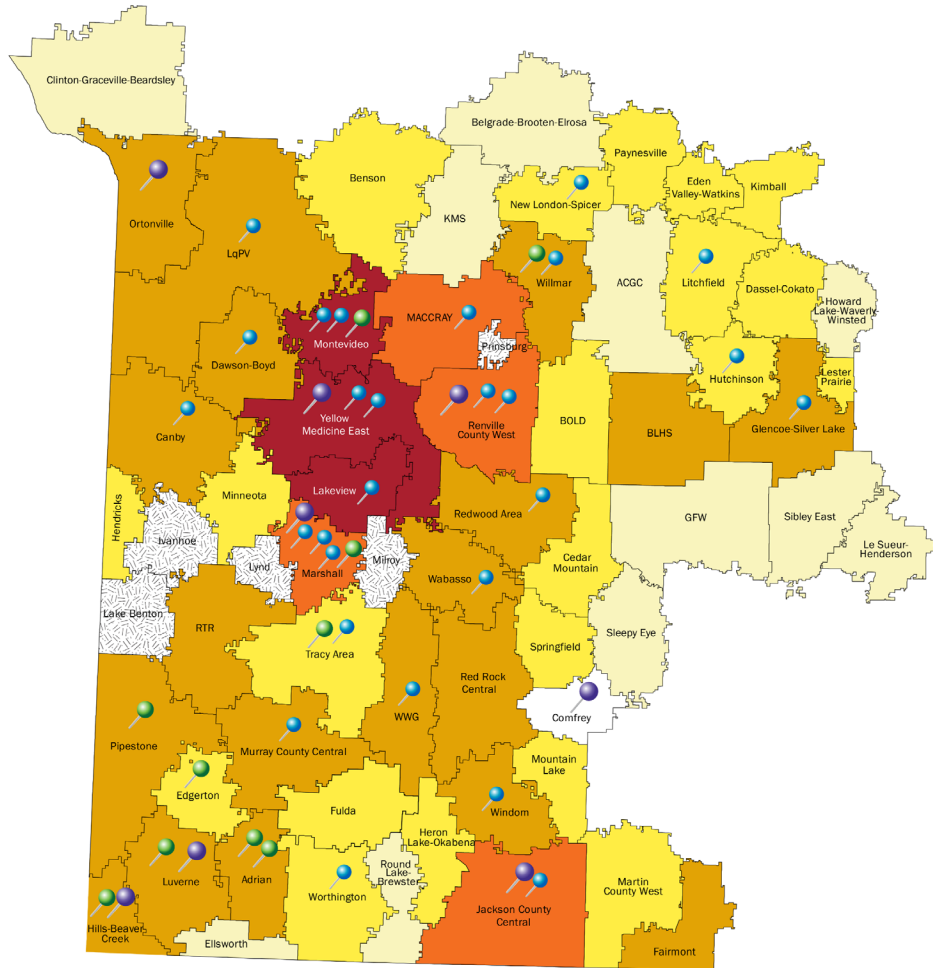 Clinton-Graceville-Beardsley
Belgrade-Brooten-Elrosa
Paynesville
Benson
Eden
Valley-Watkins
Kimball
New London-Spicer
KMS
Ortonville
LqPV
Willmar
ACGC
Litchfield
Dassel-Cokato
Howard
Lake-Waverly-
Winsted
MACCRAY
Montevideo
Prinsburg
Dawson-Boyd
Hutchinson
Lester
Prairie
Yellow
Medicine East
Renville
County West
BOLD
BLHS
Glencoe-Silver Lake
Canby
Lakeview
Minneota
Hendricks
Redwood Area
GFW
Sibley East
Ivanhoe
Le Sueur-
Henderson
Lynd
Marshall
Milroy
Cedar
Mountain
Wabasso
Lake Benton
RTR
Sleepy Eye
Tracy Area
Springfield
Red Rock
Central
WWG
Comfrey
Pipestone
Murray County Central
Mountain
Lake
Edgerton
Fulda
Windom
Heron
Lake-Okabena
Luverne
Adrian
Round
Lake-
Brewster
Worthington
Martin
County West
Jackson County
Central
Hills-Beaver
Creek
Ellsworth
Fairmont